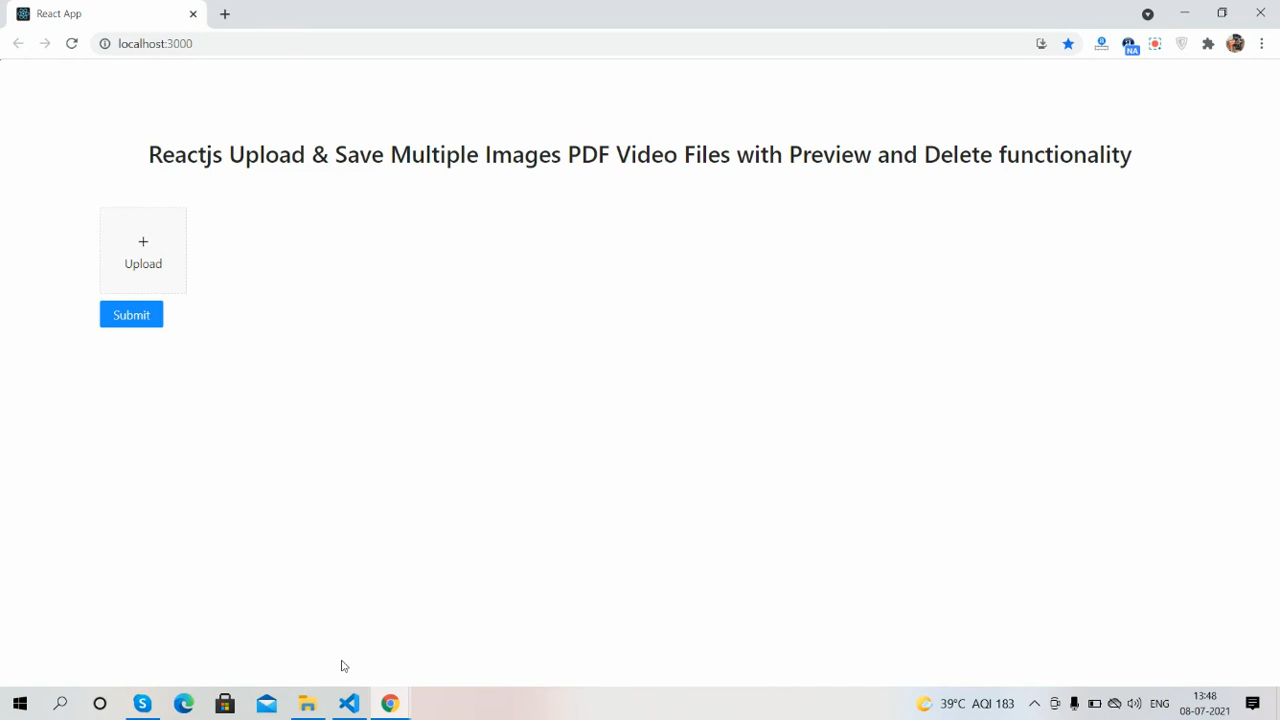 React App
localhost:3000
NA
Reactjs Upload & Save Multiple Images PDF Video Files with Preview and Delete functionality
+
Upload
Submit
39°C AQI 183
ENG
13:48
08-07-2021